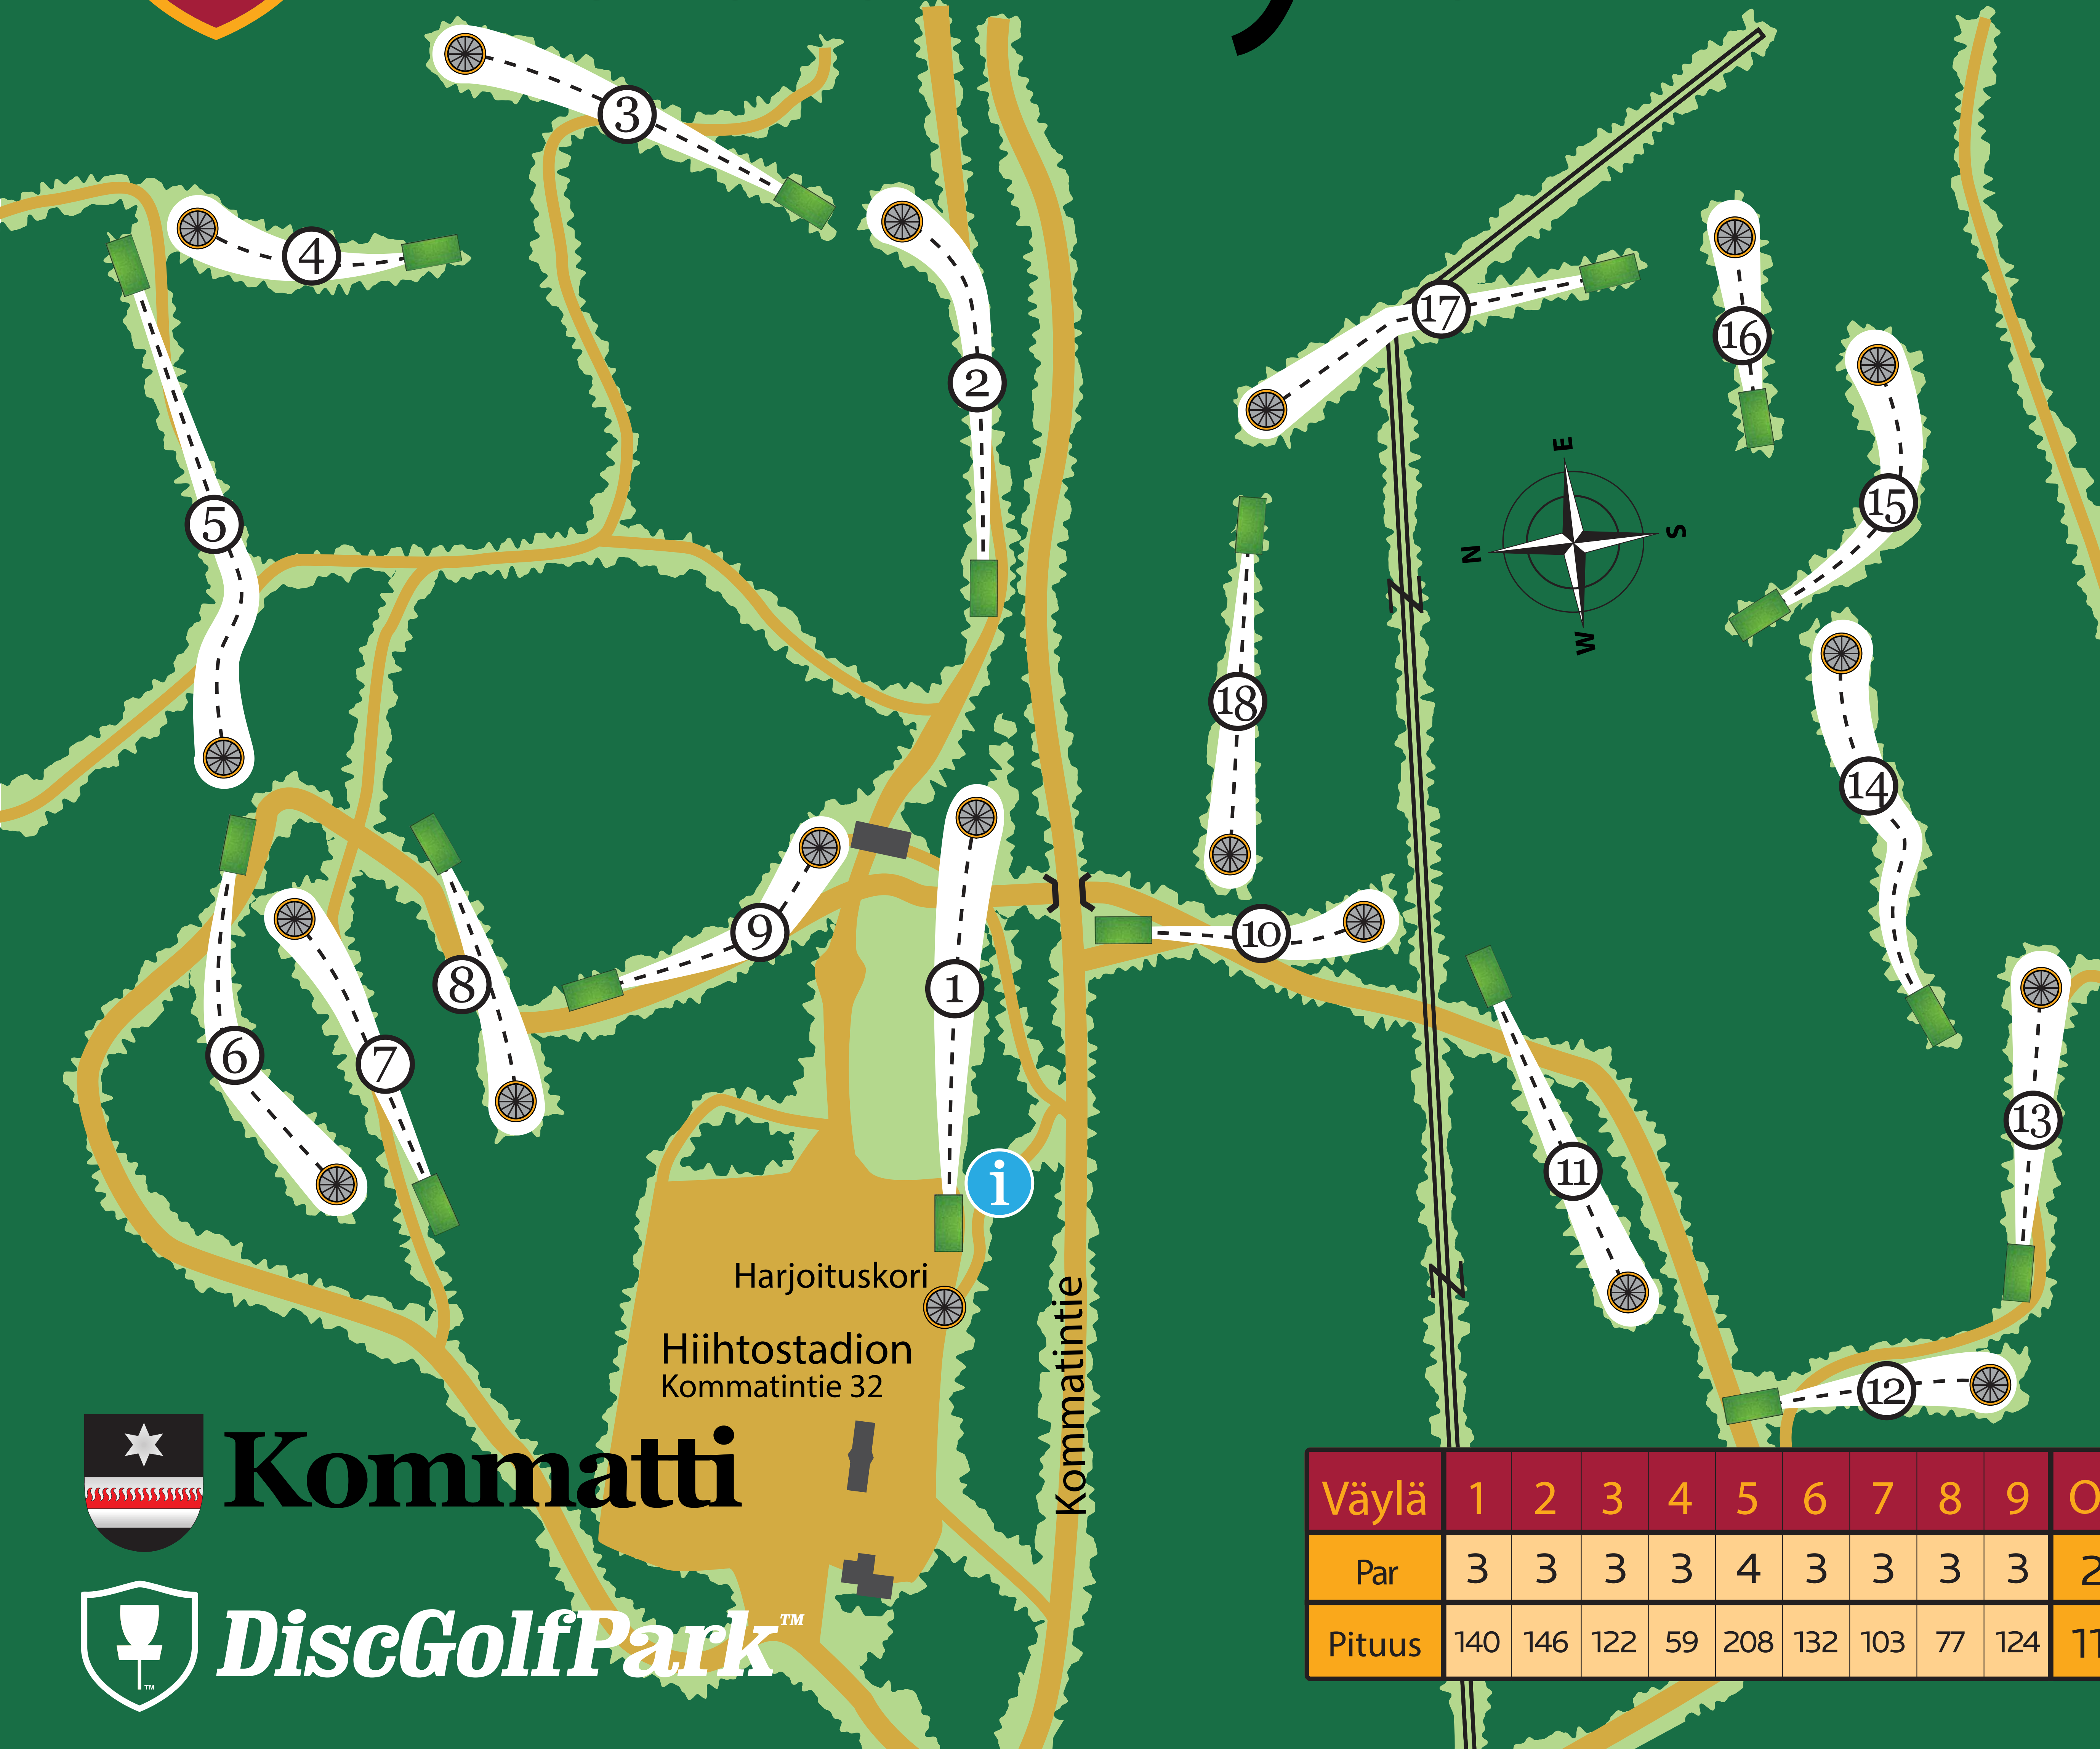 3
4
2
17
16
E
5
15
N
S
W
18
14
9
10
8
1
6
7
13
11
i
Harjoituskori
Hiihtostadion
Kommatintie 32
Kommatintie
12
Kommatti
DiscGolfPark™
TM
Väylä 1 2 3 4 5 6 7 8 9
Par 3 3 3 3 4 3 3 3 3
Pituus 140 146 122 59 208 132 103 77 124